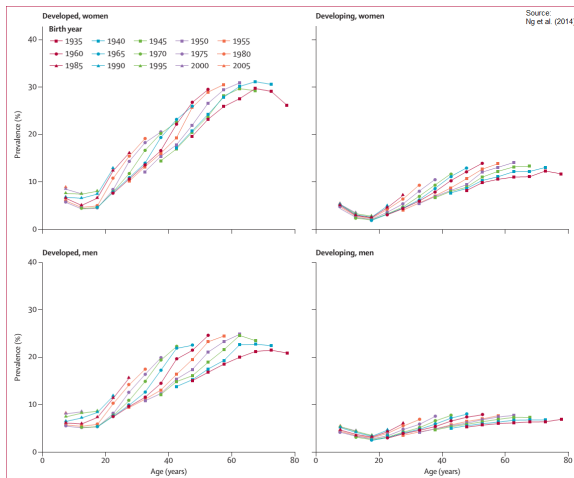 Developed, women
Developing, women
Source:
Ng et al. (2014)
Birth year
1935 1940 1945 1950 1955
1960 1965 1970 1975 1980
1985 1990 1995 2000 2005
40
30
20
10
0
Prevalence (%)
Developed, men
Developing, men
40
30
20
10
0
Prevalence (%)
0 20 40 60 80
0 20 40 60 80
Age (years)
Age (years)